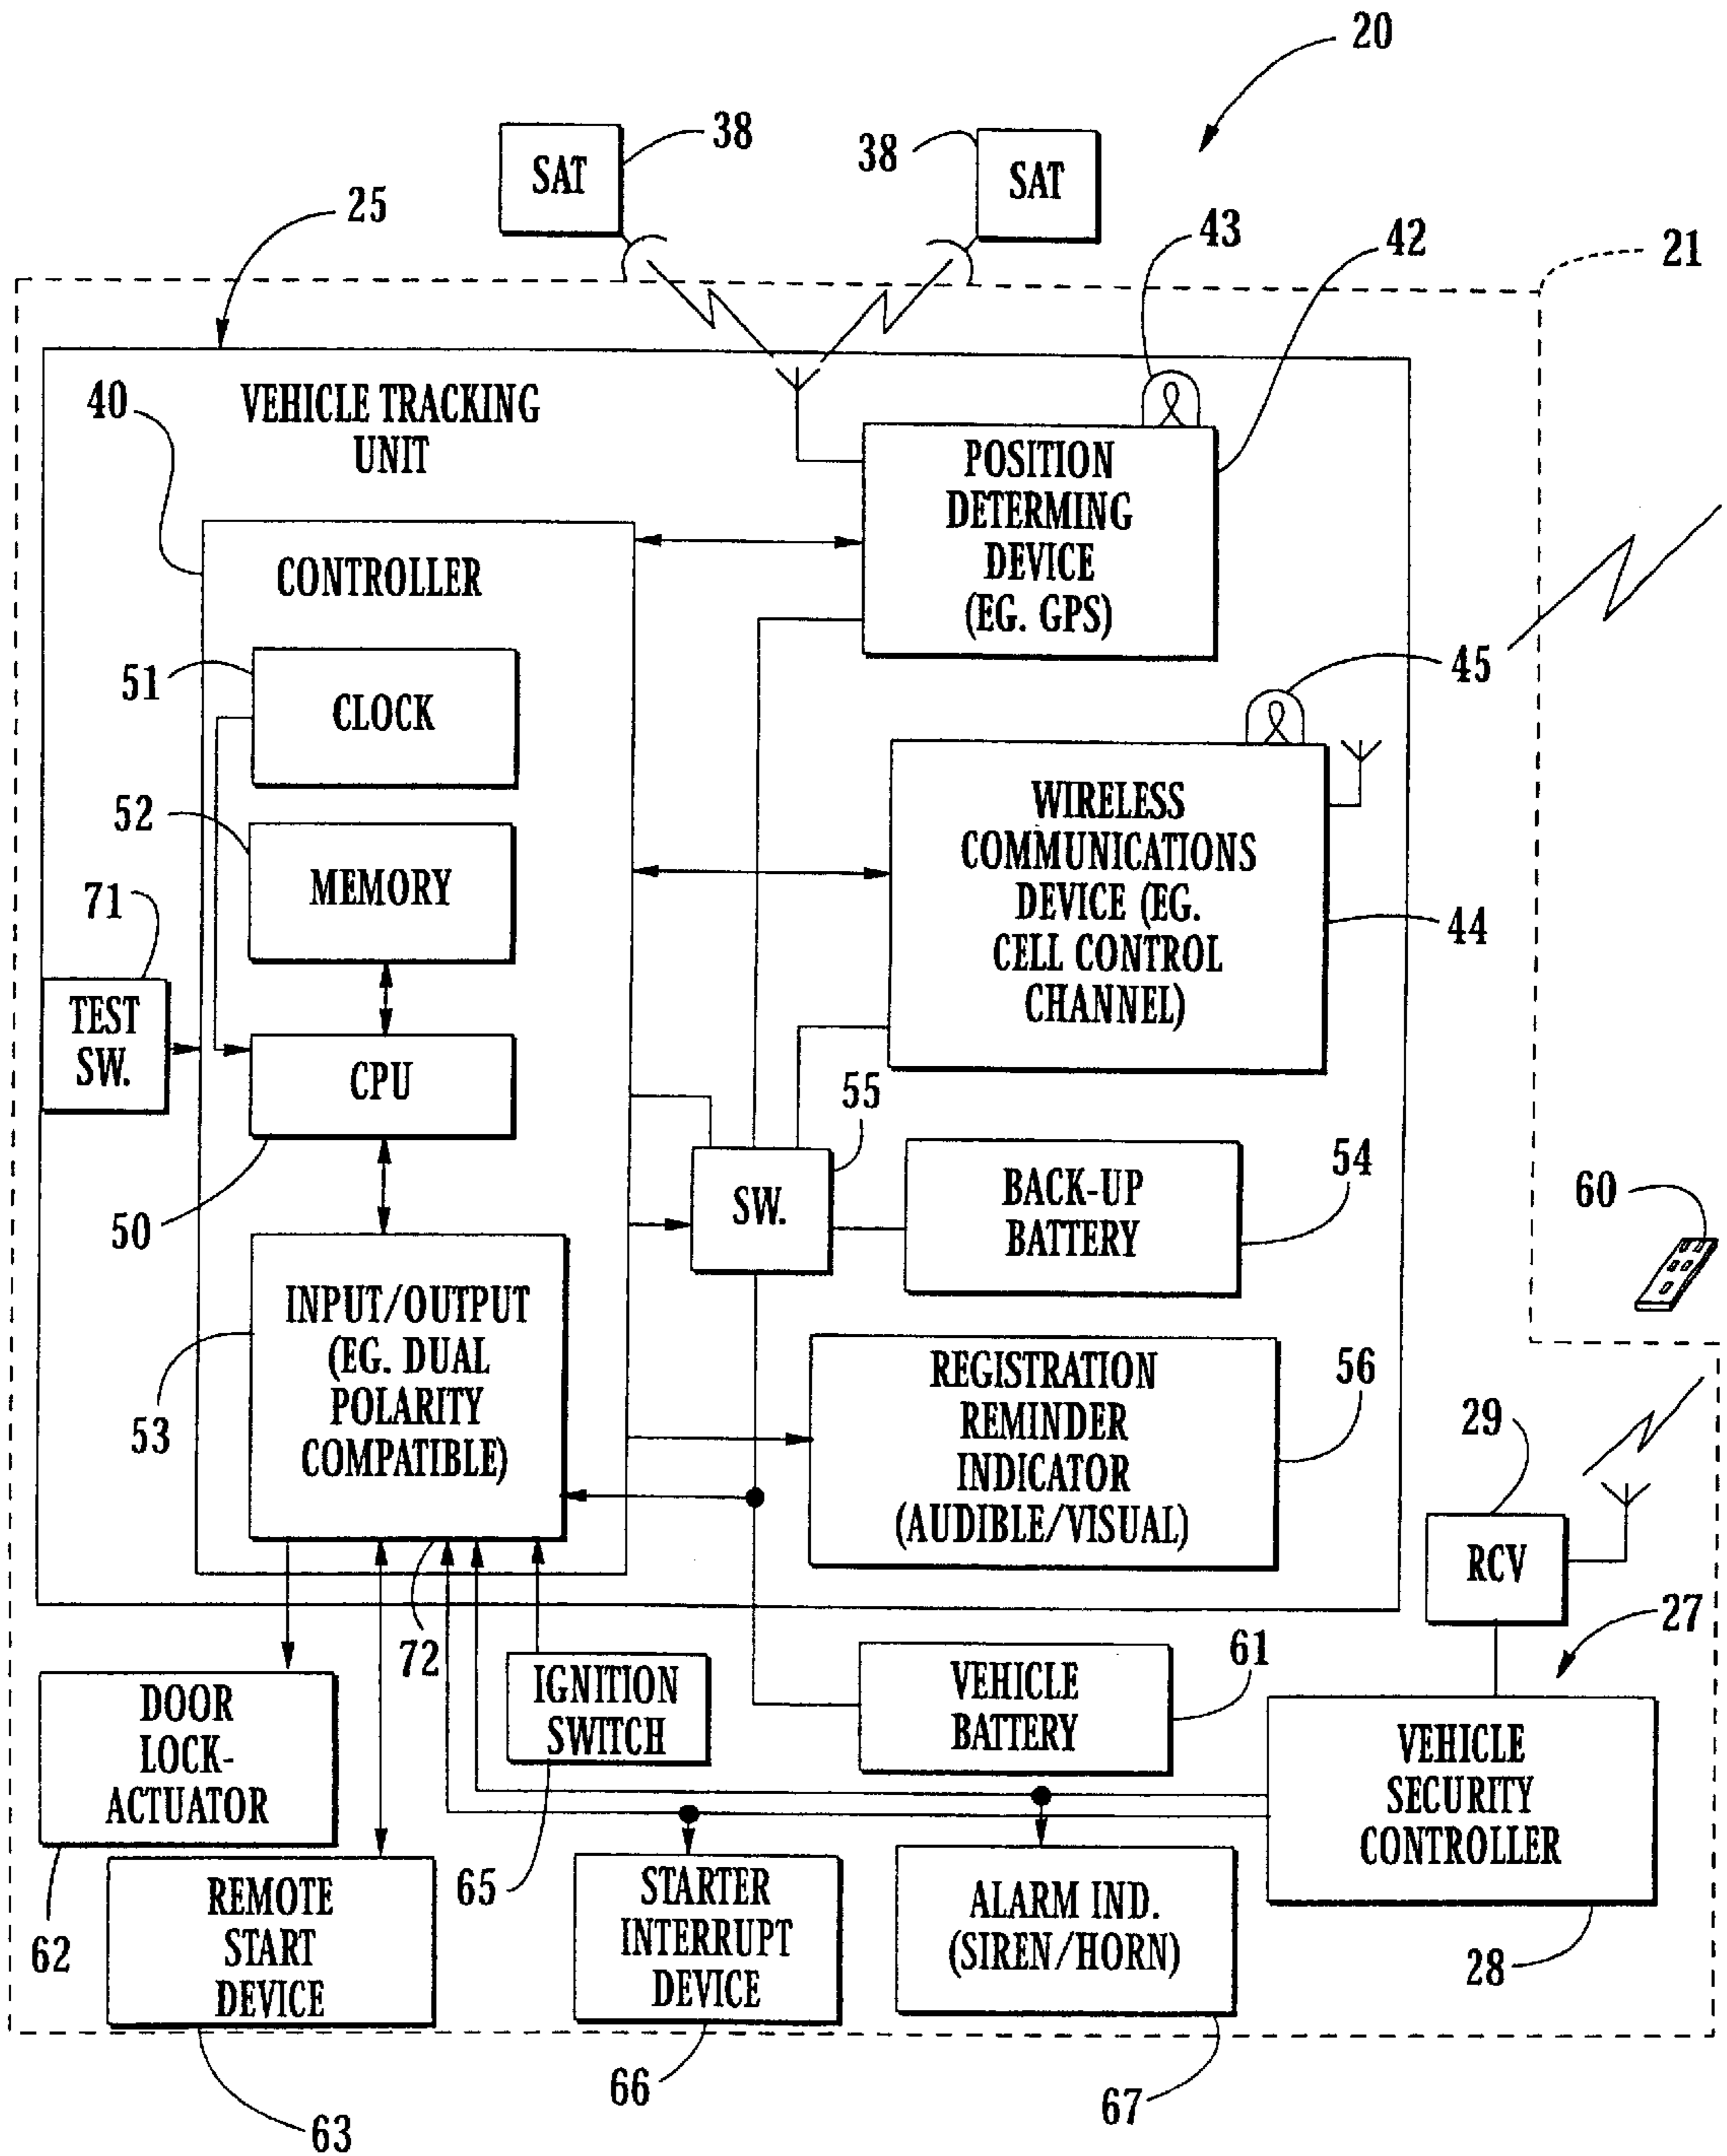 20
SAT
38
38
SAT
25
43
42
21
40
VEHICLE TRACKING
UNIT
POSITION
DETERMING
DEVICE
(EG. GPS)
CONTROLLER
51
CLOCK
45
52
MEMORY
WIRELESS
COMMUNICATIONS
DEVICE (EG.
CELL CONTROL
CHANNEL)
44
71
TEST
SW.
CPU
50
55
SW.
BACK-UP
BATTERY
54
60
INPUT/OUTPUT
(EG. DUAL
POLARITY
COMPATIBLE)
53
REGISTRATION
REMINDER
INDICATOR
(AUDIBLE/VISUAL)
56
29
RCV
27
72
DOOR
LOCK-
ACTUATOR
62
IGNITION
SWITCH
65
VEHICLE
BATTERY
61
VEHICLE
SECURITY
CONTROLLER
28
REMOTE
START
DEVICE
63
STARTER
INTERRUPT
DEVICE
66
ALARM IND.
(SIREN/HORN)
67